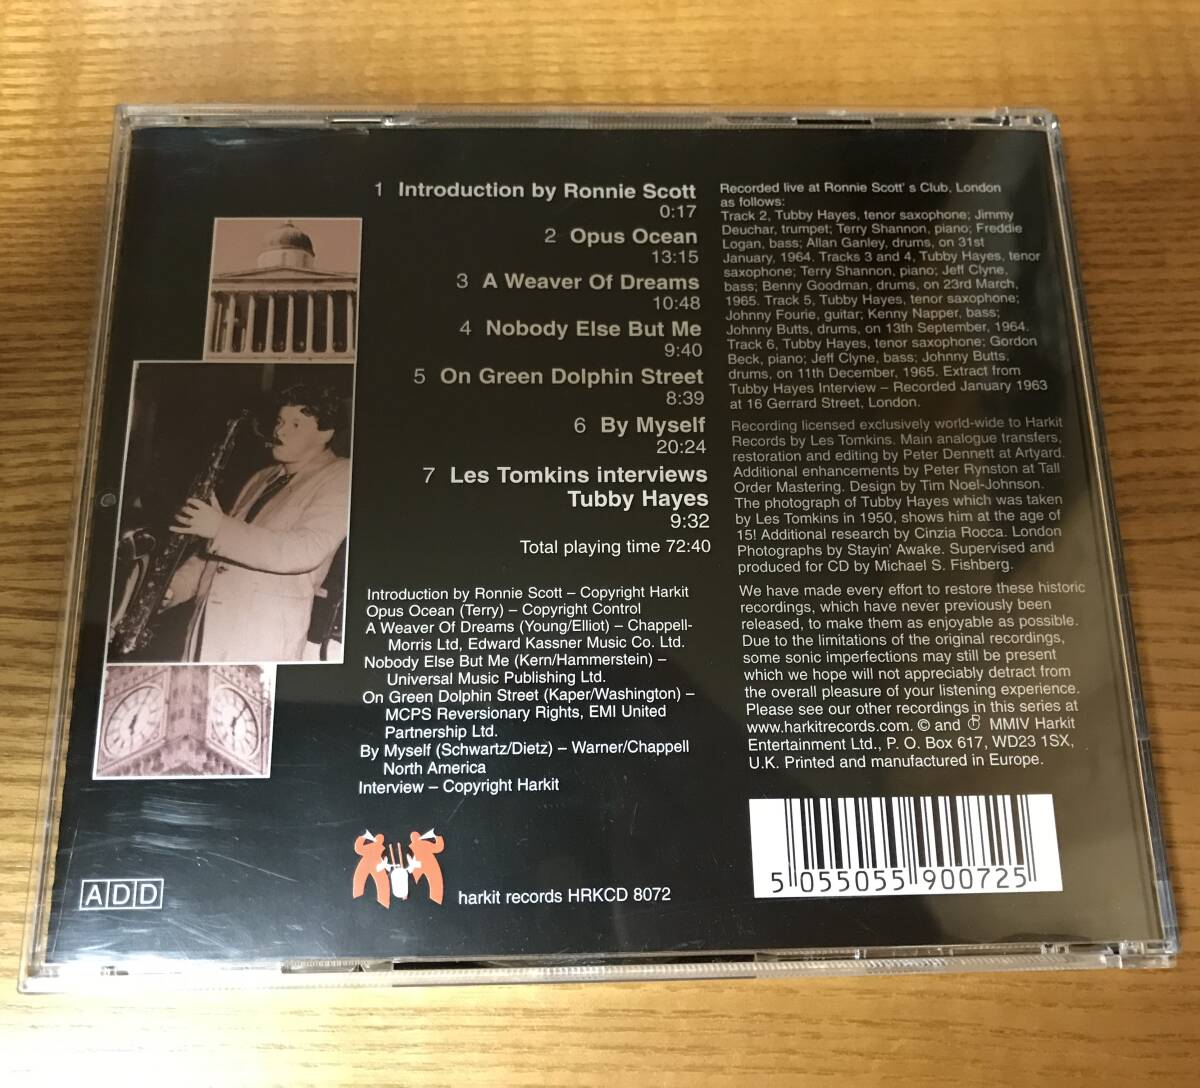 1 Introduction by Ronnie Scott
0:17
2 Opus Ocean
13:15
3 A Weaver Of Dreams
10:48
4 Nobody Else But Me
9:40
5 On Green Dolphin Street
8:39
6 By Myself
20:24
7 Les Tomkins interviews
Tubby Hayes
9:32
Total playing time 72:40
Introduction by Ronnie Scott – Copyright Harkit
Opus Ocean (Terry) – Copyright Control
A Weaver Of Dreams (Young/Elliot) – Chappell-
Morris Ltd, Edward Kassner Music Co. Ltd.
Nobody Else But Me (Kern/Hammerstein) –
Universal Music Publishing Ltd.
On Green Dolphin Street (Kaper/Washington) –
MCPS Reversionary Rights, EMI United
Partnership Ltd.
By Myself (Schwartz/Dietz) – Warner/Chappell
North America
Interview – Copyright Harkit
Recorded live at Ronnie Scott' s Club, London
as follows:
Track 2, Tubby Hayes, tenor saxophone; Jimmy
Deuchar, trumpet; Terry Shannon, piano; Freddie
Logan, bass; Allan Ganley, drums, on 31st
January, 1964. Tracks 3 and 4, Tubby Hayes, tenor
saxophone; Terry Shannon, piano; Jeff Clyne,
bass; Benny Goodman, drums, on 23rd March,
1965. Track 5, Tubby Hayes, tenor saxophone;
Johnny Fourie, guitar; Kenny Napper, bass;
Johnny Butts, drums, on 13th September, 1964.
Track 6, Tubby Hayes, tenor saxophone; Gordon
Beck, piano; Jeff Clyne, bass; Johnny Butts,
drums, on 11th December, 1965. Extract from
Tubby Hayes Interview – Recorded January 1963
at 16 Gerrard Street, London.
Recording licensed exclusively world-wide to Harkit
Records by Les Tomkins. Main analogue transfers,
restoration and editing by Peter Dennett at Artyard.
Additional enhancements by Peter Rynston at Tall
Order Mastering. Design by Tim Noel-Johnson.
The photograph of Tubby Hayes which was taken
by Les Tomkins in 1950, shows him at the age of
15! Additional research by Cinzia Rocca. London
Photographs by Stayin' Awake. Supervised and
produced for CD by Michael S. Fishberg.
We have made every effort to restore these historic
recordings, which have never previously been
released, to make them as enjoyable as possible.
Due to the limitations of the original recordings,
some sonic imperfections may still be present
which we hope will not appreciably detract from
the overall pleasure of your listening experience.
Please see our other recordings in this series at
www.harkitrecords.com. © and ℗ MMIV Harkit
Entertainment Ltd., P. O. Box 617, WD23 1SX,
U.K. Printed and manufactured in Europe.
ADD
harkit records HRKCD 8072
5 055055 900725